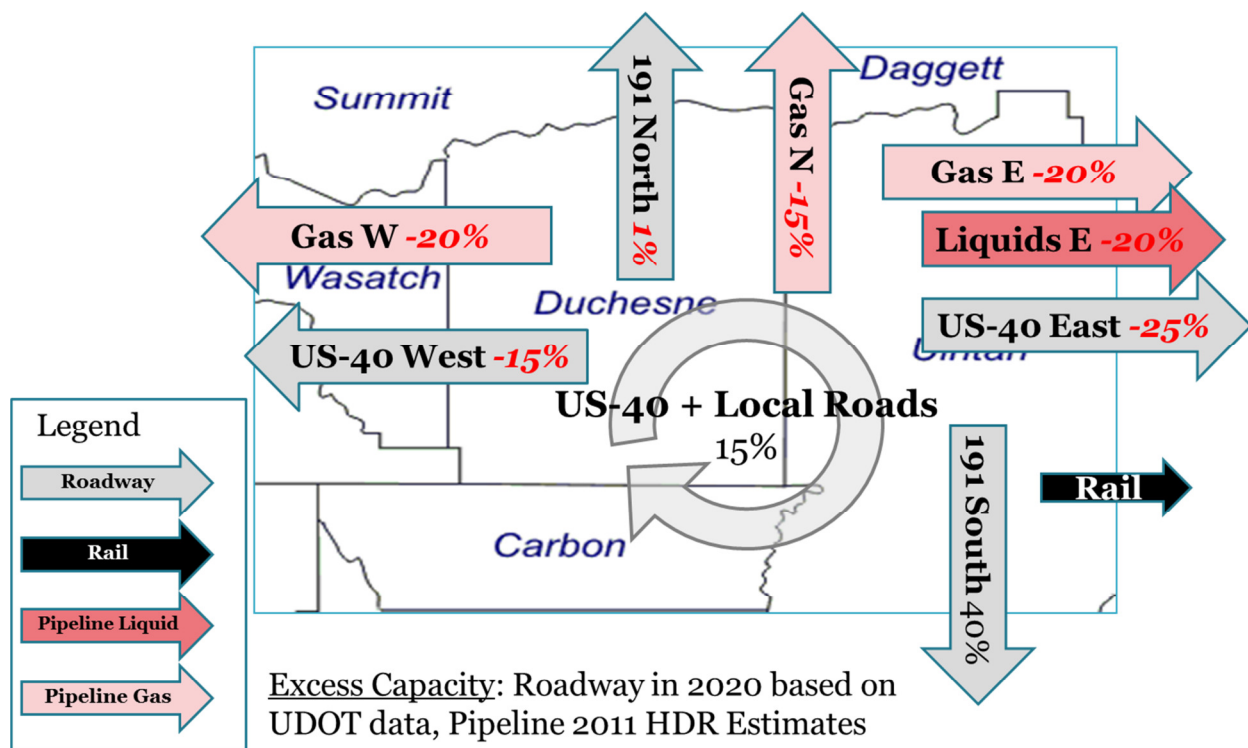 Summit
Daggett
191 North 1%
Gas N -15%
Gas E -20%
Gas W -20%
Liquids E -20%
Wasatch
Duchesne
US-40 East -25%
US-40 West -15%
Uintah
US-40 + Local Roads
15%
Legend
Roadway
Rail
Pipeline Liquid
Pipeline Gas
Rail
191 South 40%
Carbon
Excess Capacity: Roadway in 2020 based on
UDOT data, Pipeline 2011 HDR Estimates